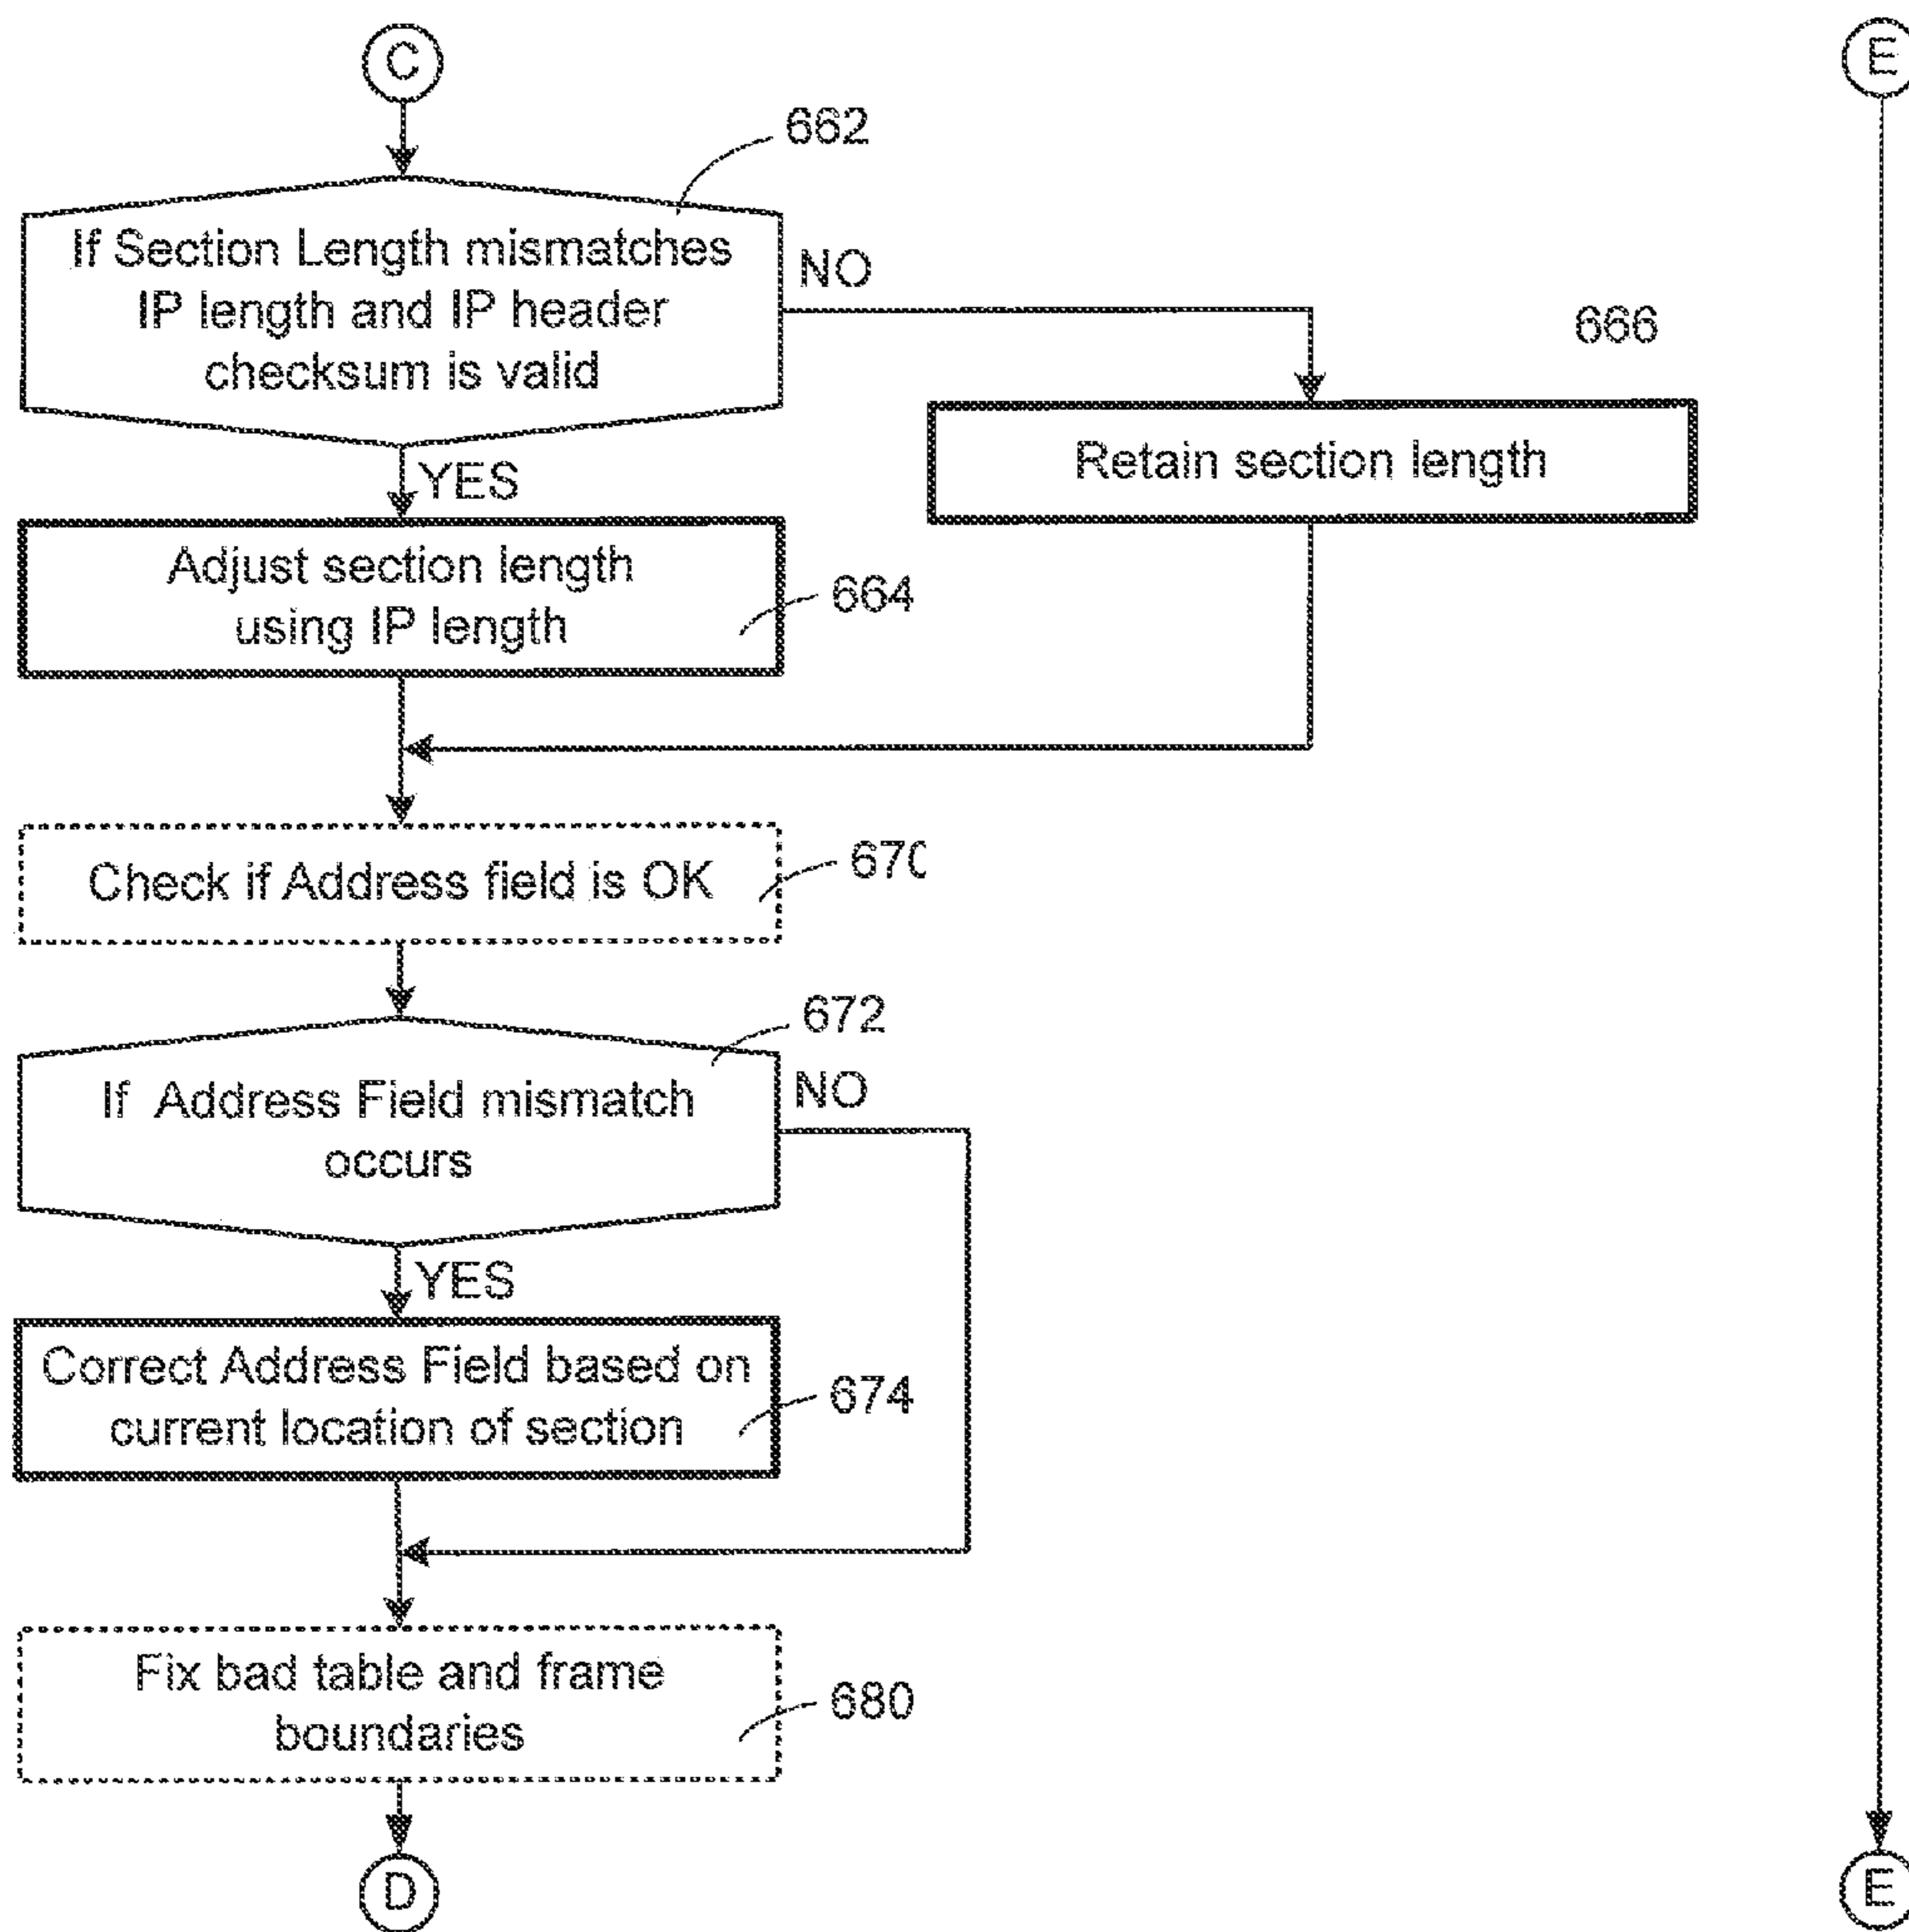 C
E
662
If Section Length mismatches
IP length and IP header
checksum is valid
NO
666
Retain section length
YES
Adjust section length
using IP length
664
Check if Address field is OK
670
672
If Address Field mismatch
occurs
NO
YES
Correct Address Field based on
current location of section
674
Fix bad table and frame
boundaries
680
D
E